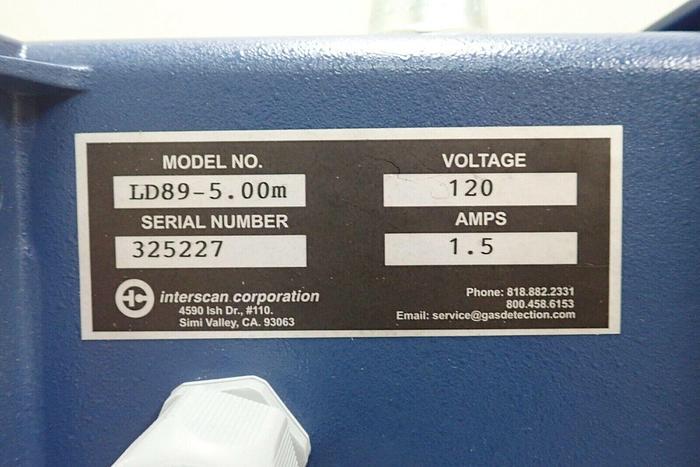 MODEL NO.
LD89-5.00m
SERIAL NUMBER
325227
VOLTAGE
120
AMPS
1.5
interscan corporation
4590 Ish Dr., #110.
Simi Valley, CA. 93063
Phone: 818.882.2331
800.458.6153
Email: service@gasdetection.com